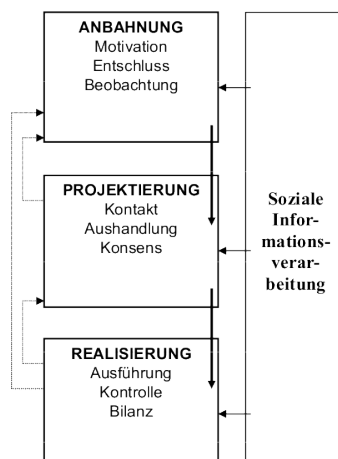 ANBAHNUNG
Motivation
Entschluss
Beobachtung
PROJEKTIERUNG
Kontakt
Aushandlung
Konsens
REALISIERUNG
Ausführung
Kontrolle
Bilanz
Soziale
Infor-
mations-
verar-
beitung